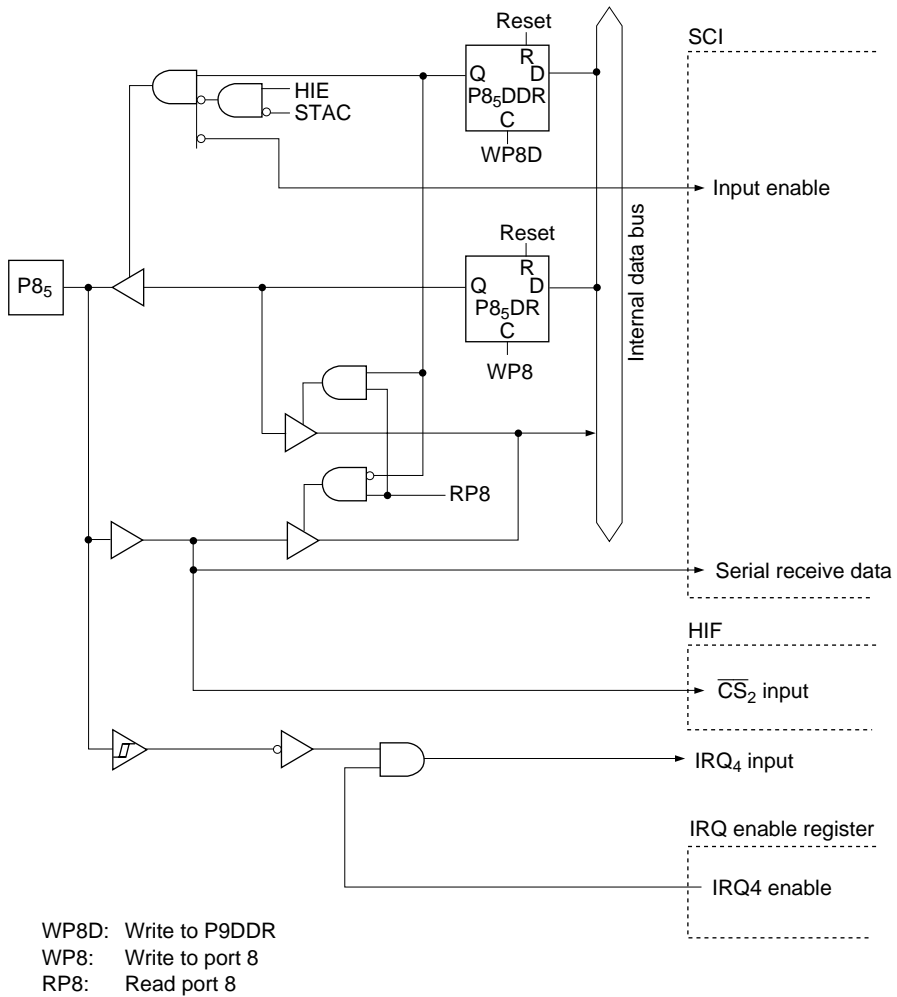 Reset
SCI
R
Q D
HIE
P8₅DDR
STAC
C
WP8D
Input enable
Reset
Internal data bus
R
P8₅
Q D
P8₅DR
C
WP8
RP8
Serial receive data
HIF
C̅S̅₂ input
IRQ₄ input
IRQ enable register
IRQ4 enable
WP8D: Write to P9DDR
WP8: Write to port 8
RP8: Read port 8